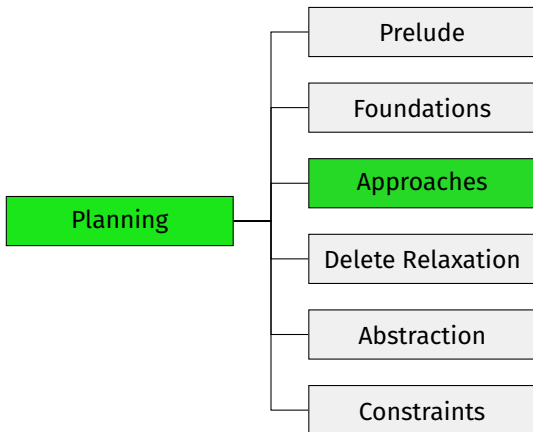 Prelude
Foundations
Approaches
Planning
Delete Relaxation
Abstraction
Constraints